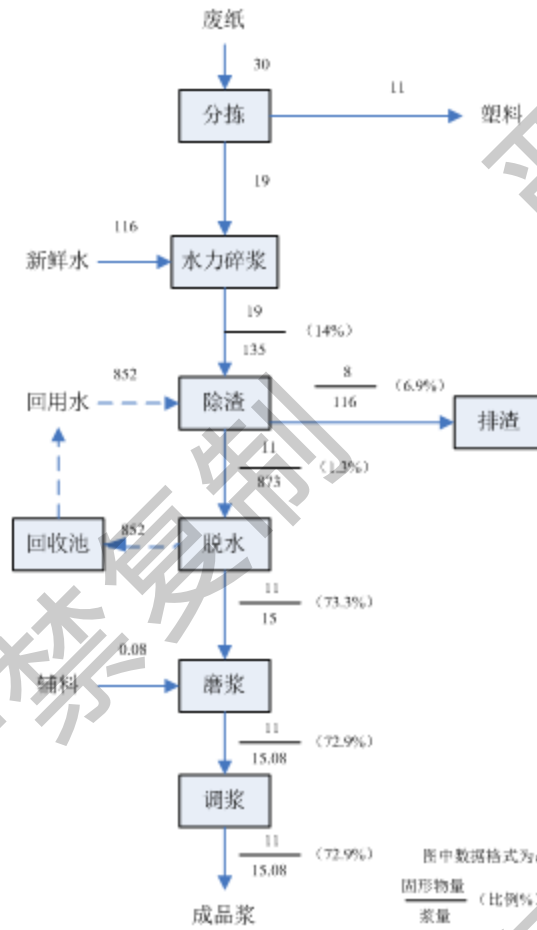 废纸
30
分拣
11
塑料
19
116
新鲜水
水力碎浆
19
135
（14%）
852
回用水
除渣
8
116
（6.9%）
排渣
11
873
（1.3%）
回收池
852
脱水
11
15
（73.3%）
0.08
辅料
磨浆
11
15.08
（72.9%）
调浆
11
15.08
（72.9%）
图中数据格式为
固形物量
浆量
（比例%）
成品浆
禁复制